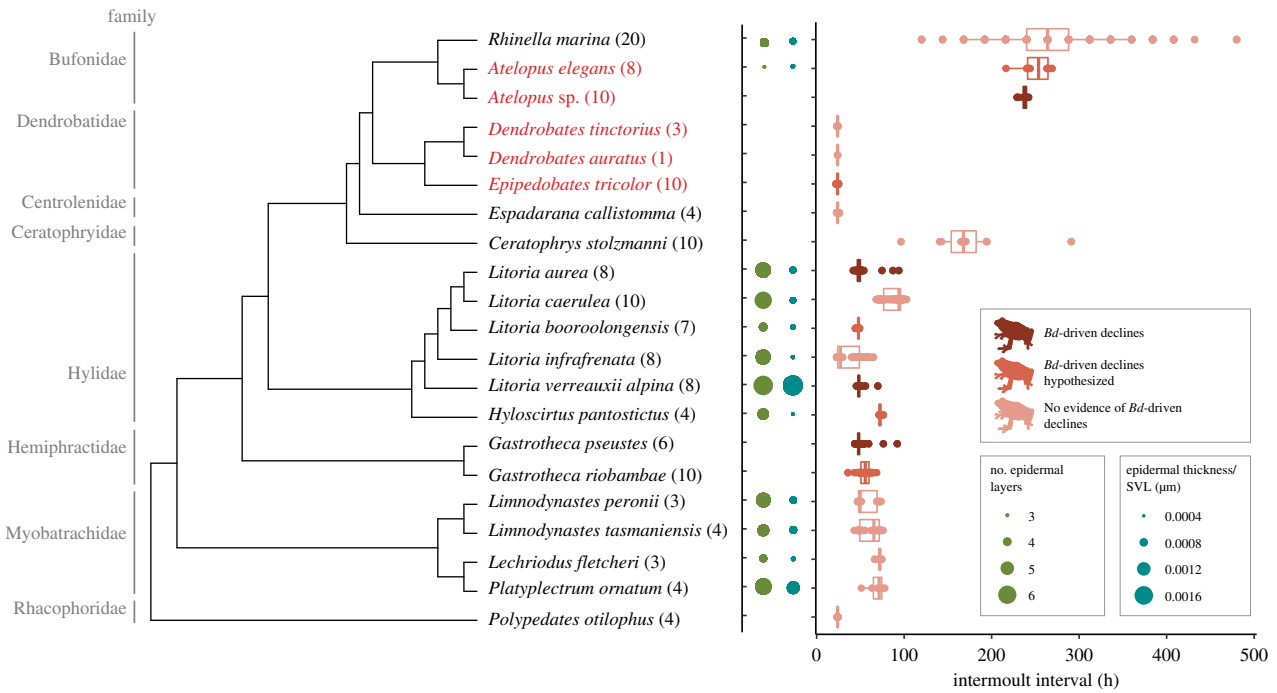 family
Bufonidae
Dendrobatidae
Centrolenidae
Ceratophryidae
Hylidae
Hemiphractidae
Myobatrachidae
Rhacophoridae
Rhinella marina (20)
Atelopus elegans (8)
Atelopus sp. (10)
Dendrobates tinctorius (3)
Dendrobates auratus (1)
Epipedobates tricolor (10)
Espadarana callistomma (4)
Ceratophrys stolzmanni (10)
Litoria aurea (8)
Litoria caerulea (10)
Litoria booroolongensis (7)
Litoria infrafrenata (8)
Litoria verreauxii alpina (8)
Hyloscirtus pantostictus (4)
Gastrotheca pseustes (6)
Gastrotheca riobambae (10)
Limnodynastes peronii (3)
Limnodynastes tasmaniensis (4)
Lechriodus fletcheri (3)
Platyplectrum ornatum (4)
Polypedates otilophus (4)
Bd-driven declines
Bd-driven declines
hypothesized
No evidence of Bd-driven
declines
no. epidermal
layers
3
4
5
6
epidermal thickness/
SVL (μm)
0.0004
0.0008
0.0012
0.0016
0
100
200
300
400
500
intermoult interval (h)